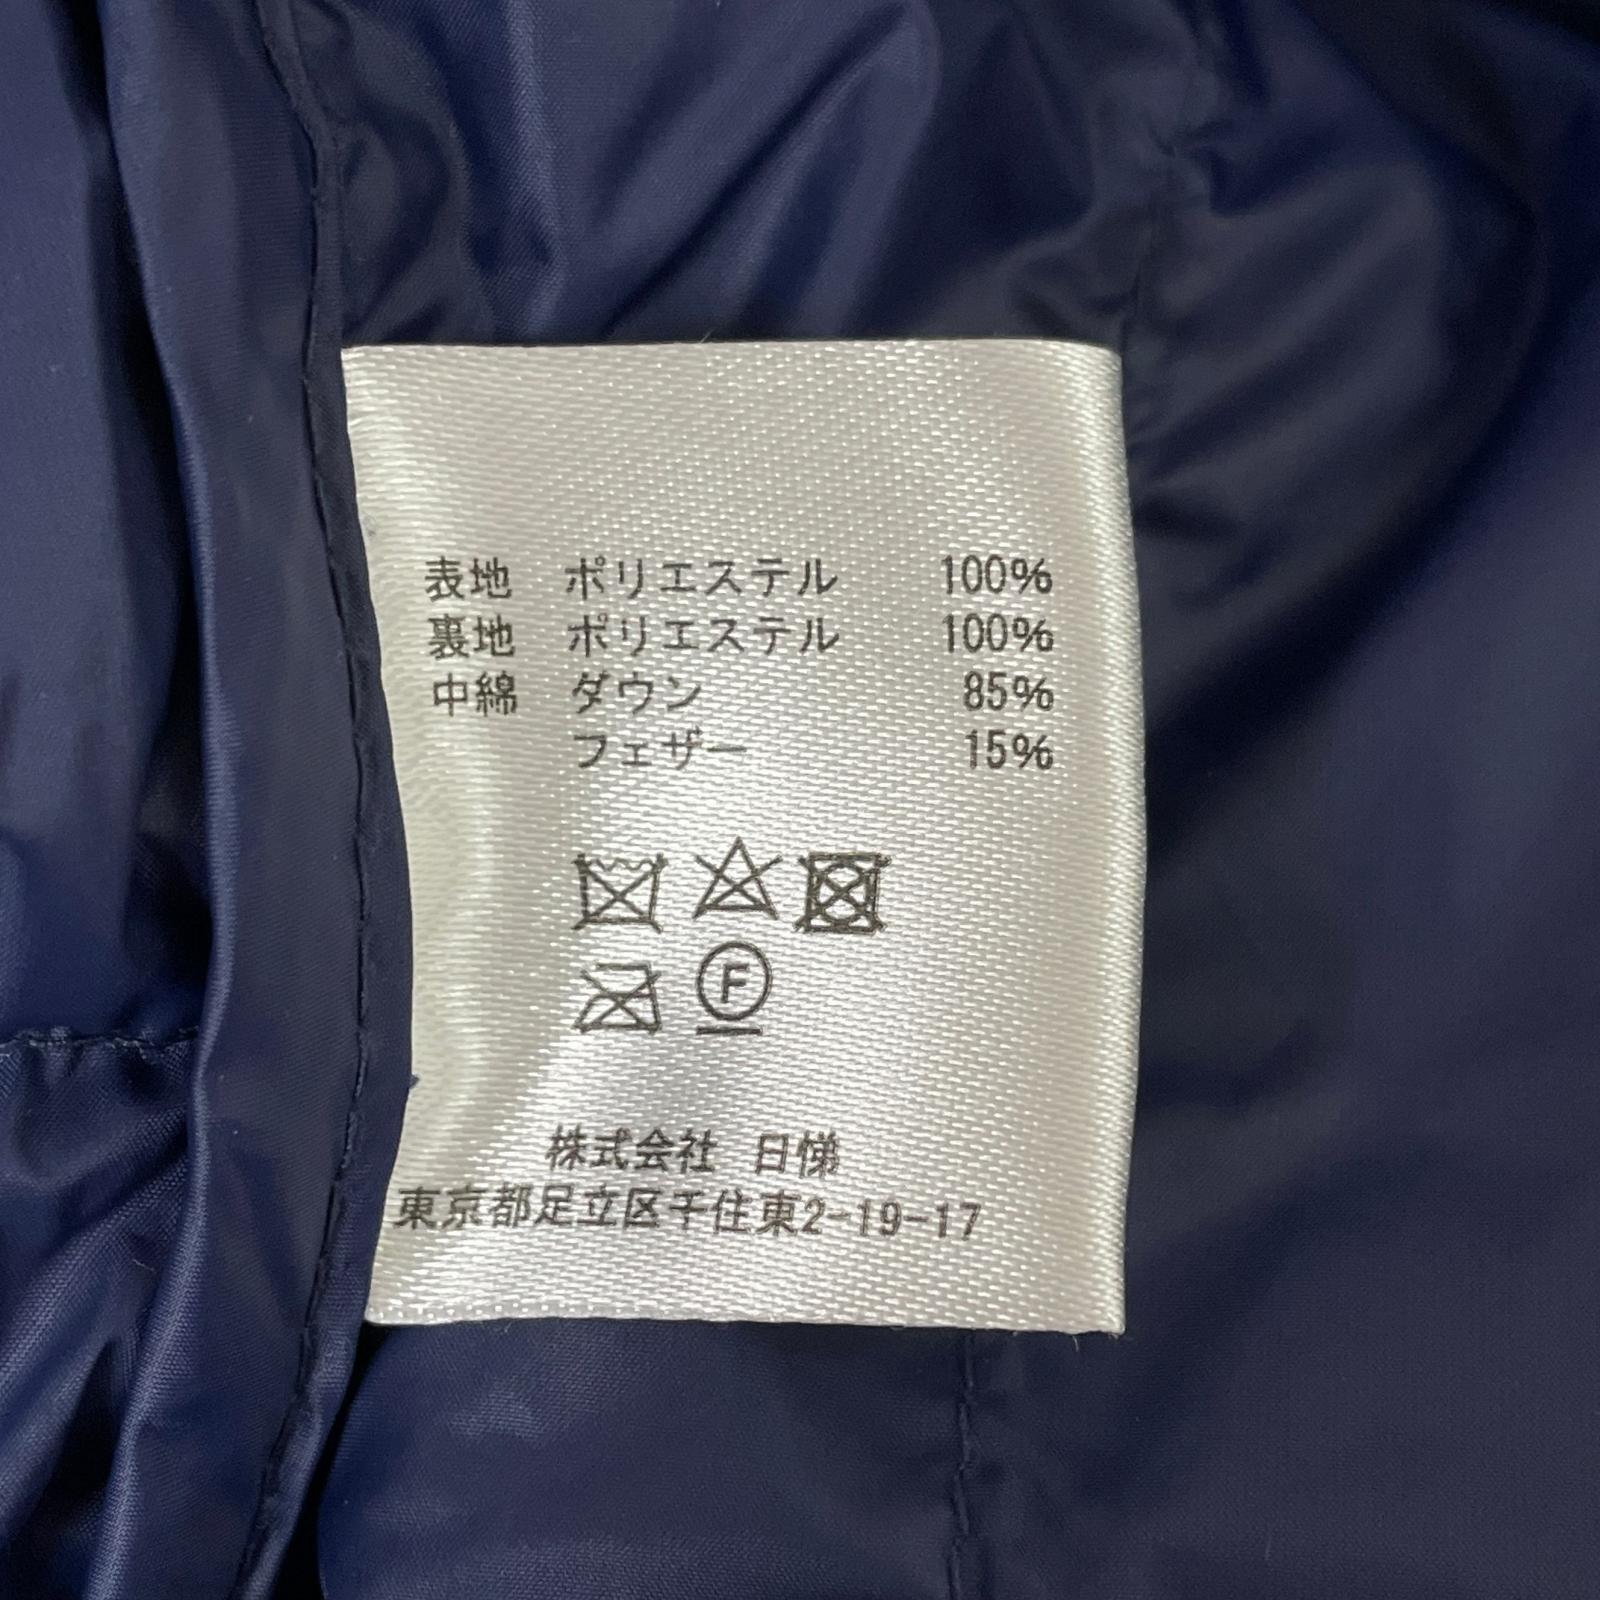 表地 ポリエステル 100%
裏地 ポリエステル 100%
中綿 ダウン 85%
フェザー 15%
F
株式会社 日悌
東京都足立区千住東2-19-17